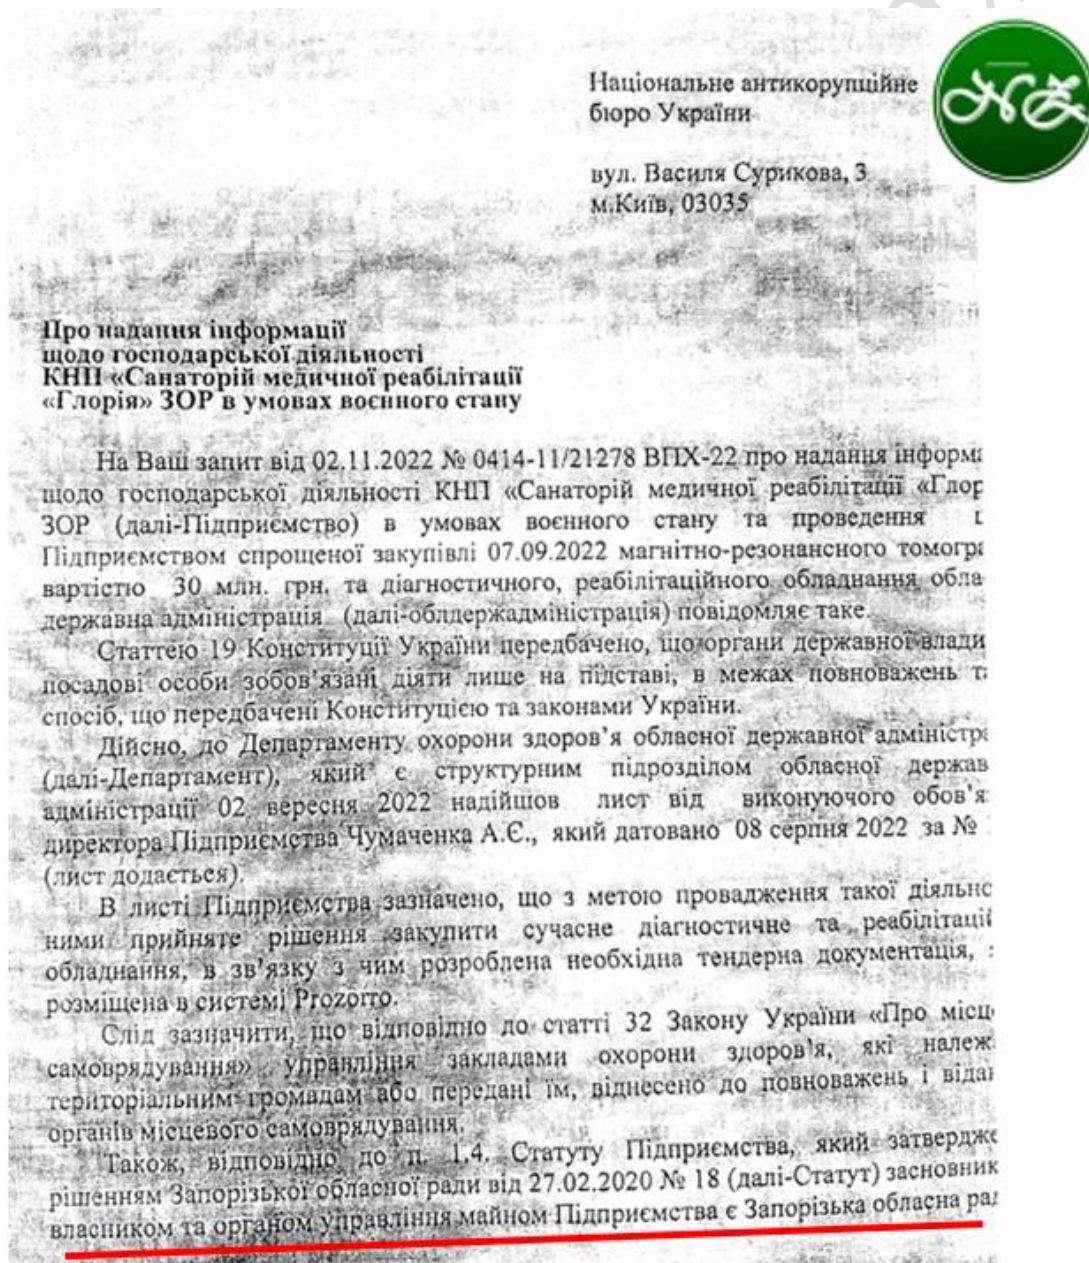 NZ
Національне антикорупційне
бюро України
вул. Василя Сурикова, 3
м.Київ, 03035
Про надання інформації
щодо господарської діяльності
КНП «Санаторій медичної реабілітації
«Глорія» ЗОР в умовах воєнного стану
На Ваш запит від 02.11.2022 № 0414-11/21278 ВПХ-22 про надання інформа
щодо господарської діяльності КНП «Санаторій медичної реабілітації «Глор
ЗОР (далі-Підприємство) в умовах воєнного стану та проведення
Підприємством спрощеної закупівлі 07.09.2022 магнітно-резонансного томогра
вартістю 30 млн. грн. та діагностичного, реабілітаційного обладнання обла
державна адміністрація (далі-облдержадміністрація) повідомляє таке.
Статтею 19 Конституції України передбачено, що органи державної влади
посадові особи зобов'язані діяти лише на підставі, в межах повноважень т
спосіб, що передбачені Конституцією та законами України.
Дійсно, до Департаменту охорони здоров'я обласної державної адміністра
(далі-Департамент), який є структурним підрозділом обласної держав
адміністрації 02 вересня 2022 надійшов лист від виконуючого обов'я
директора Підприємства Чумаченка А.Є., який датовано 08 серпня 2022 за №
(лист додається).
В листі Підприємства зазначено, що з метою провадження такої діяльно
ними прийняте рішення закупити сучасне діагностичне та реабілітацій
обладнання, в зв'язку з чим розроблена необхідна тендерна документація,
розміщена в системі Prozorro.
Слід зазначити, що відповідно до статті 32 Закону України «Про місц
самоврядування» управління закладами охорони здоров'я, які належ
територіальним громадам або передані їм, віднесено до повноважень і відан
органів місцевого самоврядування.
Також, відповідно до п. 1.4. Статуту Підприємства, який затвердже
рішенням Запорізької обласної ради від 27.02.2020 № 18 (далі-Статут) засновник
власником та органом управління майном Підприємства є Запорізька обласна рад